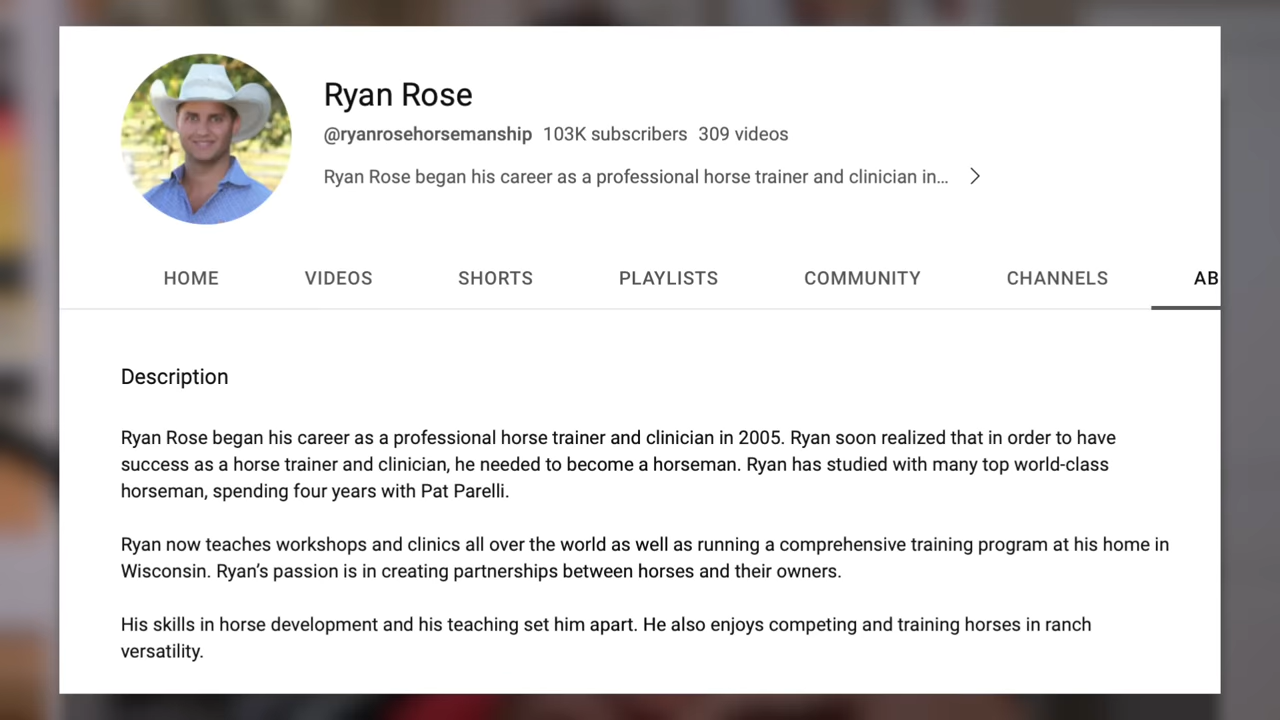 Ryan Rose
@ryanrosehorsemanship 103K subscribers 309 videos
Ryan Rose began his career as a professional horse trainer and clinician in...
HOME VIDEOS SHORTS PLAYLISTS COMMUNITY CHANNELS AB
Description
Ryan Rose began his career as a professional horse trainer and clinician in 2005. Ryan soon realized that in order to have
success as a horse trainer and clinician, he needed to become a horseman. Ryan has studied with many top world-class
horseman, spending four years with Pat Parelli.
Ryan now teaches workshops and clinics all over the world as well as running a comprehensive training program at his home in
Wisconsin. Ryan’s passion is in creating partnerships between horses and their owners.
His skills in horse development and his teaching set him apart. He also enjoys competing and training horses in ranch
versatility.